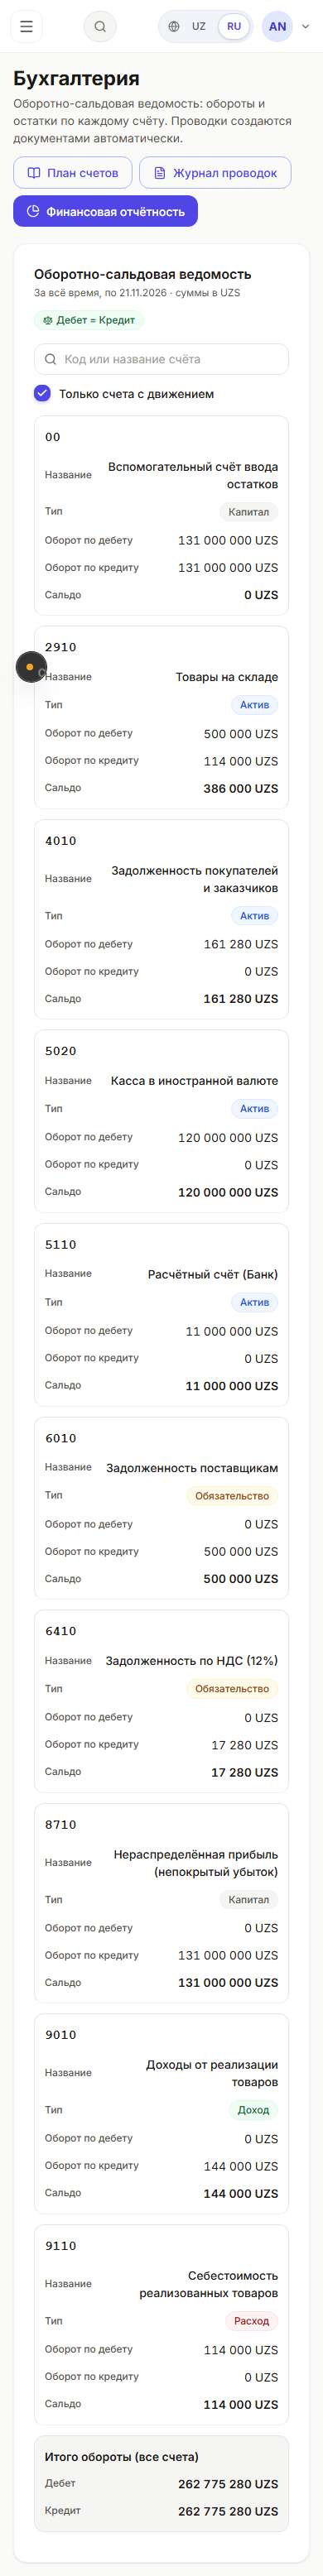 UZ RU AN
Бухгалтерия
Оборотно-сальдовая ведомость: обороты и
остатки по каждому счёту. Проводки создаются
документами автоматически.
План счетов
Журнал проводок
Финансовая отчётность
Оборотно-сальдовая ведомость
За всё время, по 21.11.2026 · суммы в UZS
Дебет = Кредит
Код или название счёта
Только счета с движением
00
Название Вспомогательный счёт ввода
остатков
Тип Капитал
Оборот по дебету 131 000 000 UZS
Оборот по кредиту 131 000 000 UZS
Сальдо 0 UZS
2910
Название Товары на складе
Тип Актив
Оборот по дебету 500 000 UZS
Оборот по кредиту 114 000 UZS
Сальдо 386 000 UZS
4010
Название Задолженность покупателей
и заказчиков
Тип Актив
Оборот по дебету 161 280 UZS
Оборот по кредиту 0 UZS
Сальдо 161 280 UZS
5020
Название Касса в иностранной валюте
Тип Актив
Оборот по дебету 120 000 000 UZS
Оборот по кредиту 0 UZS
Сальдо 120 000 000 UZS
5110
Название Расчётный счёт (Банк)
Тип Актив
Оборот по дебету 11 000 000 UZS
Оборот по кредиту 0 UZS
Сальдо 11 000 000 UZS
6010
Название Задолженность поставщикам
Тип Обязательство
Оборот по дебету 0 UZS
Оборот по кредиту 500 000 UZS
Сальдо 500 000 UZS
6410
Название Задолженность по НДС (12%)
Тип Обязательство
Оборот по дебету 0 UZS
Оборот по кредиту 17 280 UZS
Сальдо 17 280 UZS
8710
Название Нераспределённая прибыль
(непокрытый убыток)
Тип Капитал
Оборот по дебету 0 UZS
Оборот по кредиту 131 000 000 UZS
Сальдо 131 000 000 UZS
9010
Название Доходы от реализации
товаров
Тип Доход
Оборот по дебету 0 UZS
Оборот по кредиту 144 000 UZS
Сальдо 144 000 UZS
9110
Название Себестоимость
реализованных товаров
Тип Расход
Оборот по дебету 114 000 UZS
Оборот по кредиту 0 UZS
Сальдо 114 000 UZS
Итого обороты (все счета)
Дебет 262 775 280 UZS
Кредит 262 775 280 UZS